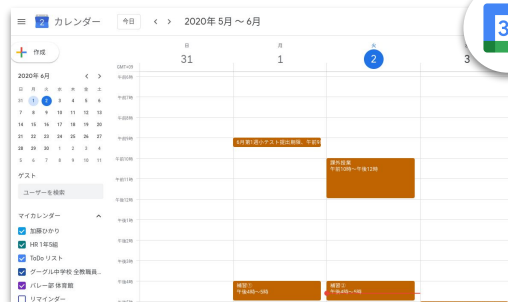 2 カレンダー 今日 < > 2020年 5月 ～ 6月
3
作成
日 月 火
31 1 2 3
GMT+09
2020年 6月 < >
日 月 火 水 木 金 土
31 1 2 3 4 5 6
7 8 9 10 11 12 13
14 15 16 17 18 19 20
21 22 23 24 25 26 27
28 29 30 1 2 3 4
5 6 7 8 9 10 11
ゲスト
ユーザーを検索
マイカレンダー
加藤ひかり
HR 1年5組
ToDo リスト
グーグル中学校 全教職員...
バレー部 体育館
リマインダー
午前6時
午前7時
午前8時
午前9時
午前10時
午前11時
午後12時
午後1時
午後2時
午後3時
午後4時
6月第1週小テスト提出期限、午前9
課外授業
午前10時～午後12時
補習①
午後4時～5時
補習②